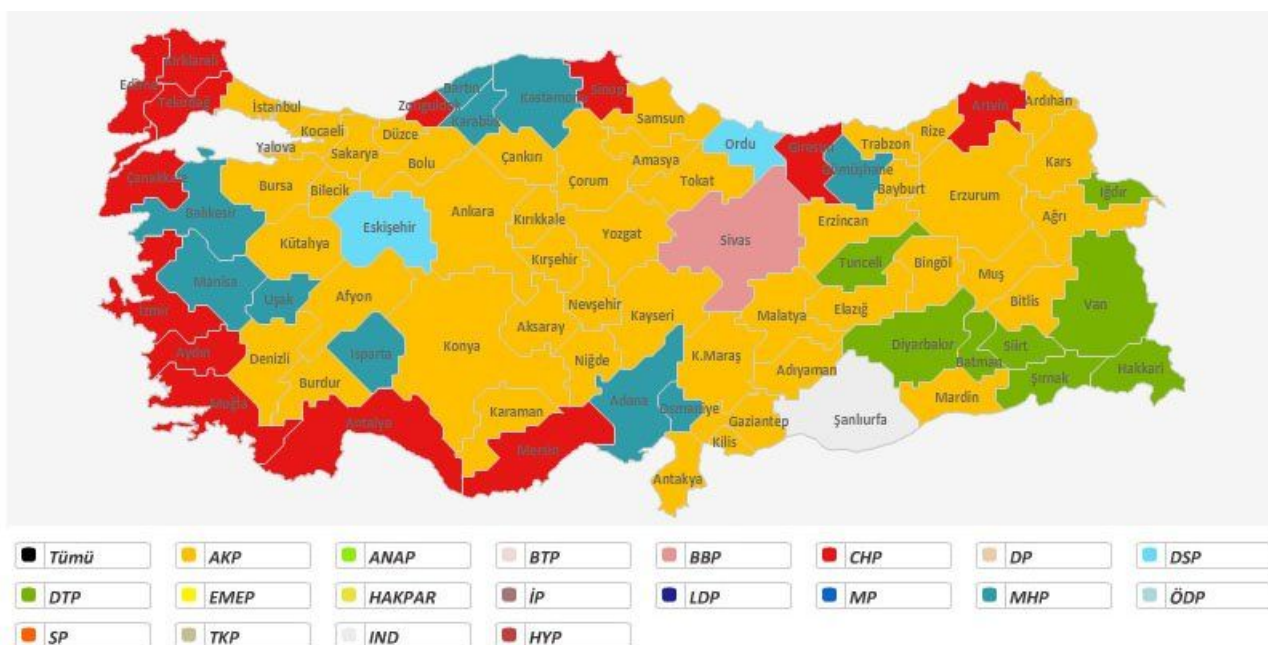 Kırklareli
Edirne
Tekirdağ
İstanbul
Kocaeli
Yalova
Sakarya
Düzce
Zonguldak
Bartın
Karabük
Kastamonu
Sinop
Samsun
Ordu
Giresun
Gümüşhane
Trabzon
Rize
Artvin
Ardıhan
Kars
Iğdır
Çanakkale
Balıkesir
Bursa
Bilecik
Bolu
Çankırı
Çorum
Amasya
Tokat
Bayburt
Erzurum
Ağrı
Eskişehir
Ankara
Kırıkkale
Yozgat
Sivas
Erzincan
Kütahya
Kırşehir
Tunceli
Bingöl
Muş
Bitlis
Van
Manisa
Uşak
Afyon
Nevşehir
Kayseri
Malatya
Elazığ
İzmir
Aydın
Denizli
Isparta
Konya
Aksaray
Niğde
K.Maraş
Adıyaman
Diyarbakır
Batman
Siirt
Şırnak
Hakkari
Muğla
Burdur
Antalya
Karaman
Mersin
Adana
Osmaniye
Gaziantep
Kilis
Antakya
Şanlıurfa
Mardin
Tümü AKP ANAP BTP BBP CHP DP DSP
DTP EMEP HAKPAR İP LDP MP MHP ÖDP
SP TKP IND HYP